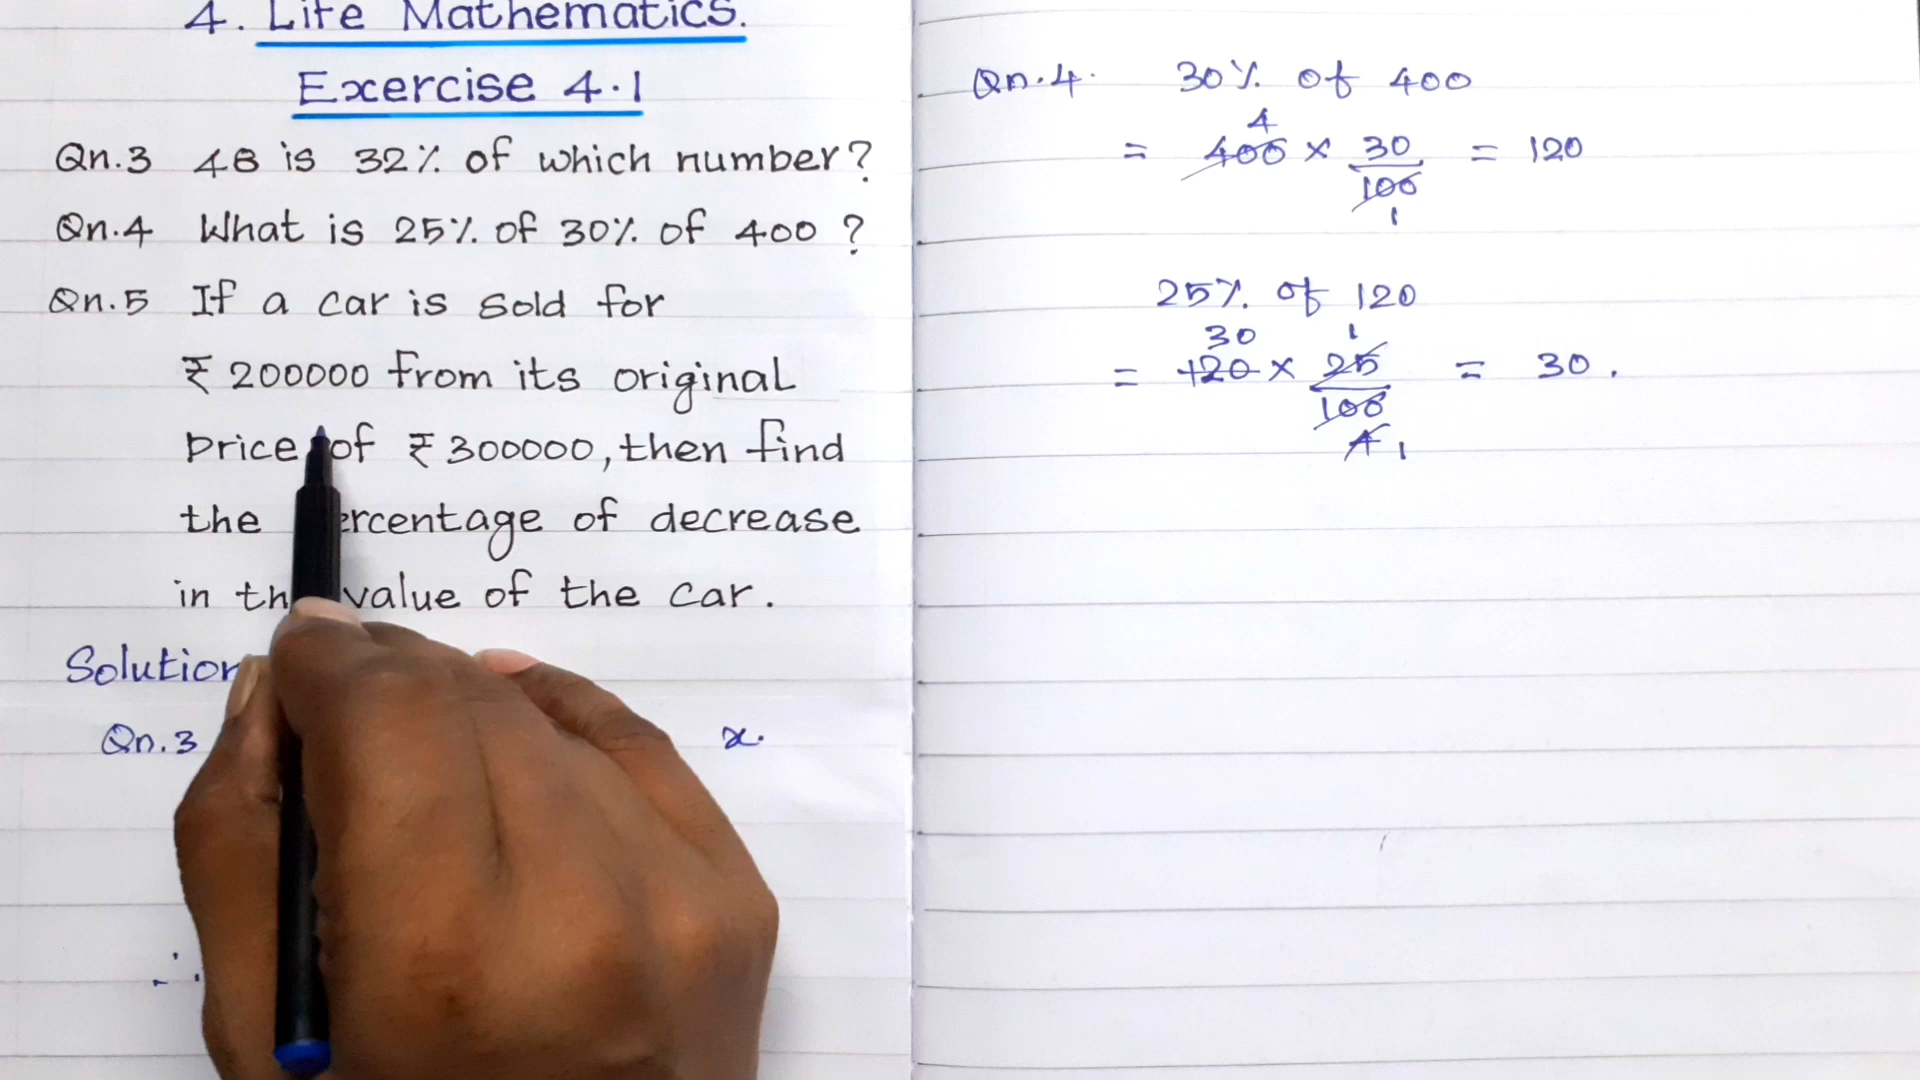 4. Life Mathematics.
Exercise 4.1
Qn.3 48 is 32% of which number?
Qn.4 What is 25% of 30% of 400 ?
Qn.5 If a car is sold for
₹ 200000 from its original
price of ₹ 300000, then find
the ercentage of decrease
in th value of the car.
Solution
Qn.3 x.
Qn.4. 30% of 400
4
= 400 × 30 = 120
100
1
25% of 120
30 1
= 120 × 25 = 30.
100
4 1